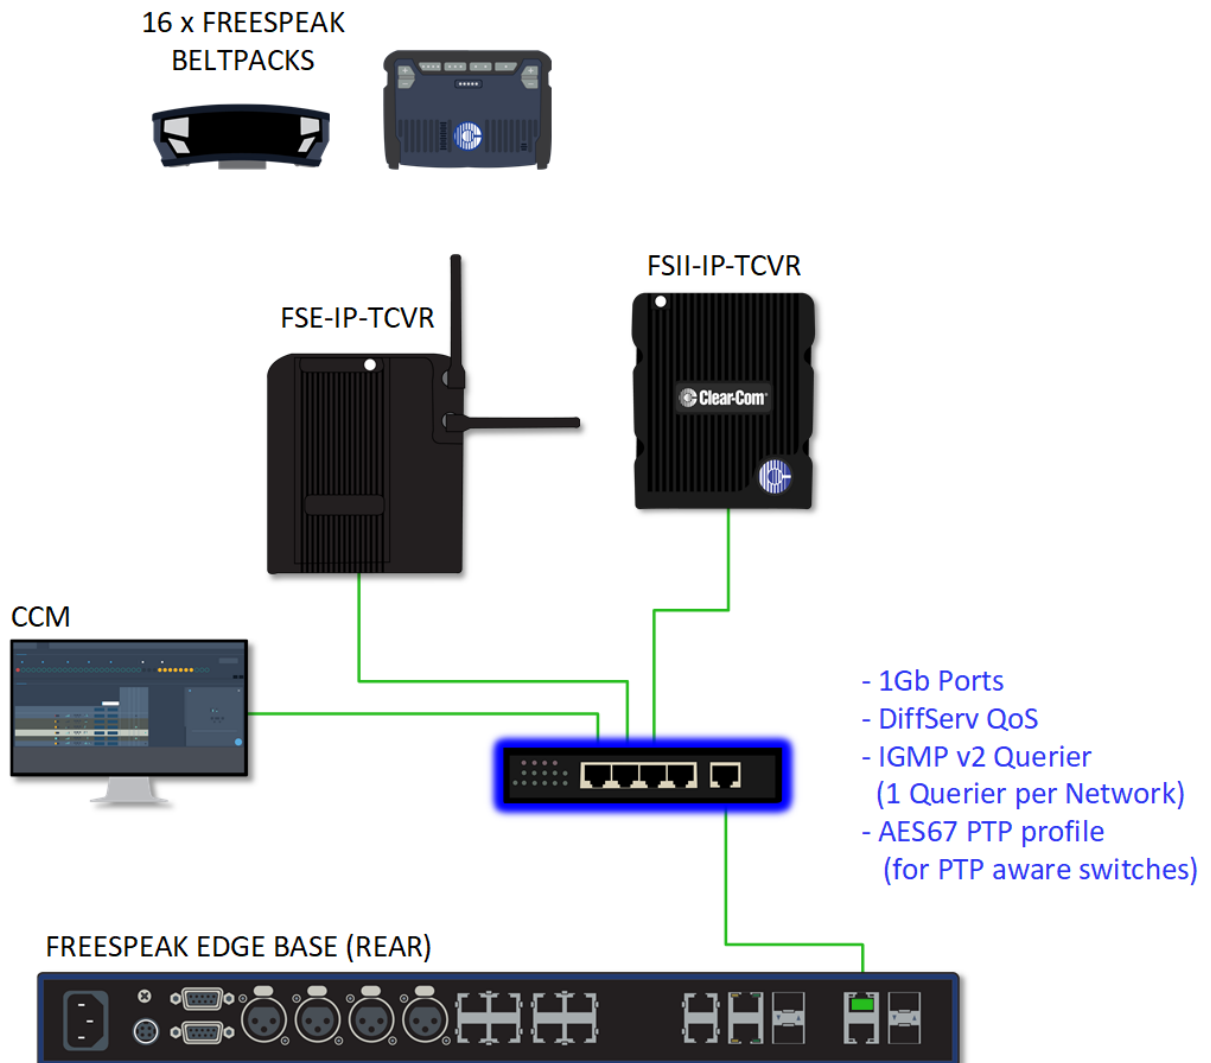 16 x FREESPEAK
BELTPACKS
FSII-IP-TCVR
FSE-IP-TCVR
Clear-Com
CCM
- 1Gb Ports
- DiffServ QoS
- IGMP v2 Querier
(1 Querier per Network)
- AES67 PTP profile
(for PTP aware switches)
FREESPEAK EDGE BASE (REAR)